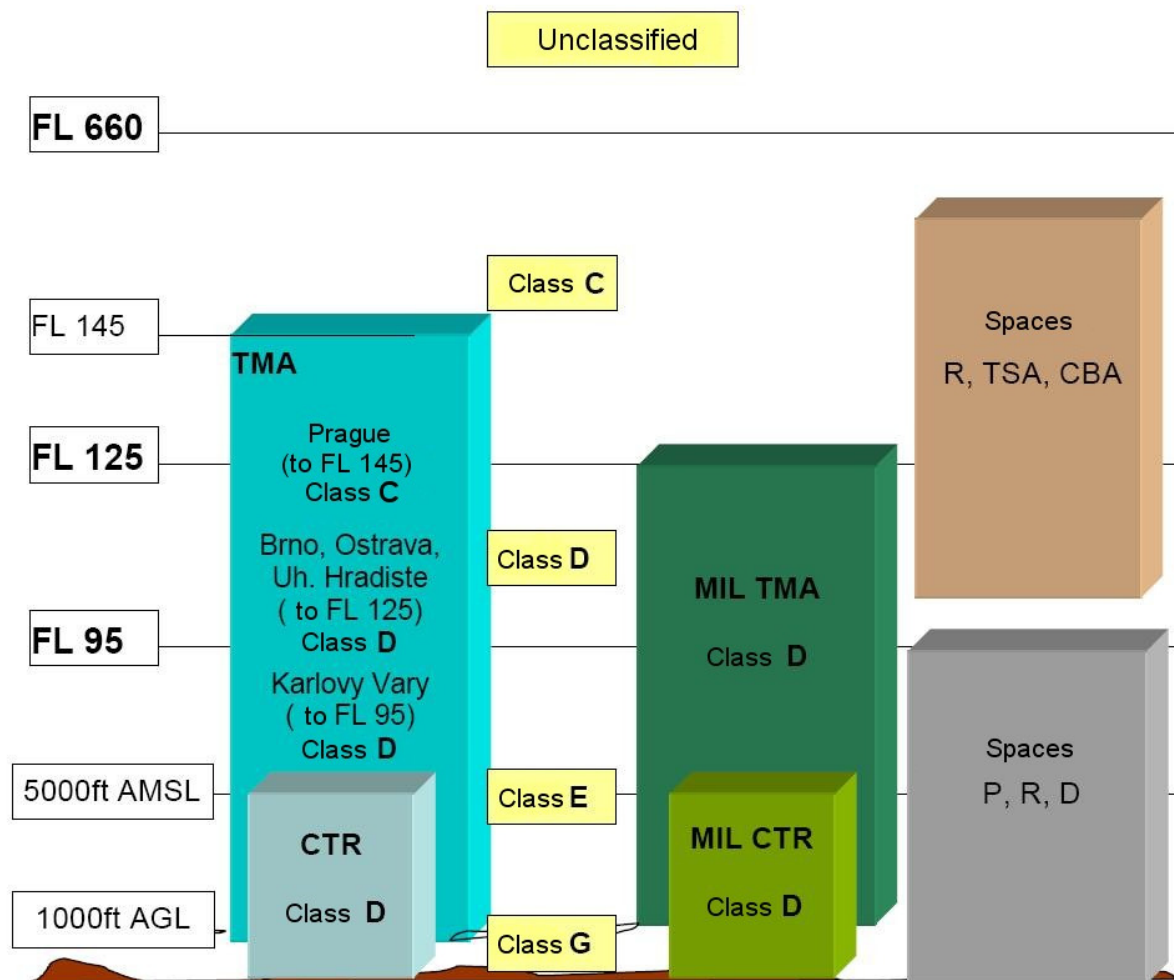 Unclassified
FL 660
Class C
FL 145
TMA
Prague
(to FL 145)
Class C
FL 125
Brno, Ostrava,
Uh. Hradiste
( to FL 125)
Class D
Karlovy Vary
( to FL 95)
Class D
Class D
MIL TMA
Class D
Spaces
R, TSA, CBA
FL 95
Spaces
P, R, D
5000ft AMSL
Class E
CTR
Class D
MIL CTR
Class D
1000ft AGL
Class G